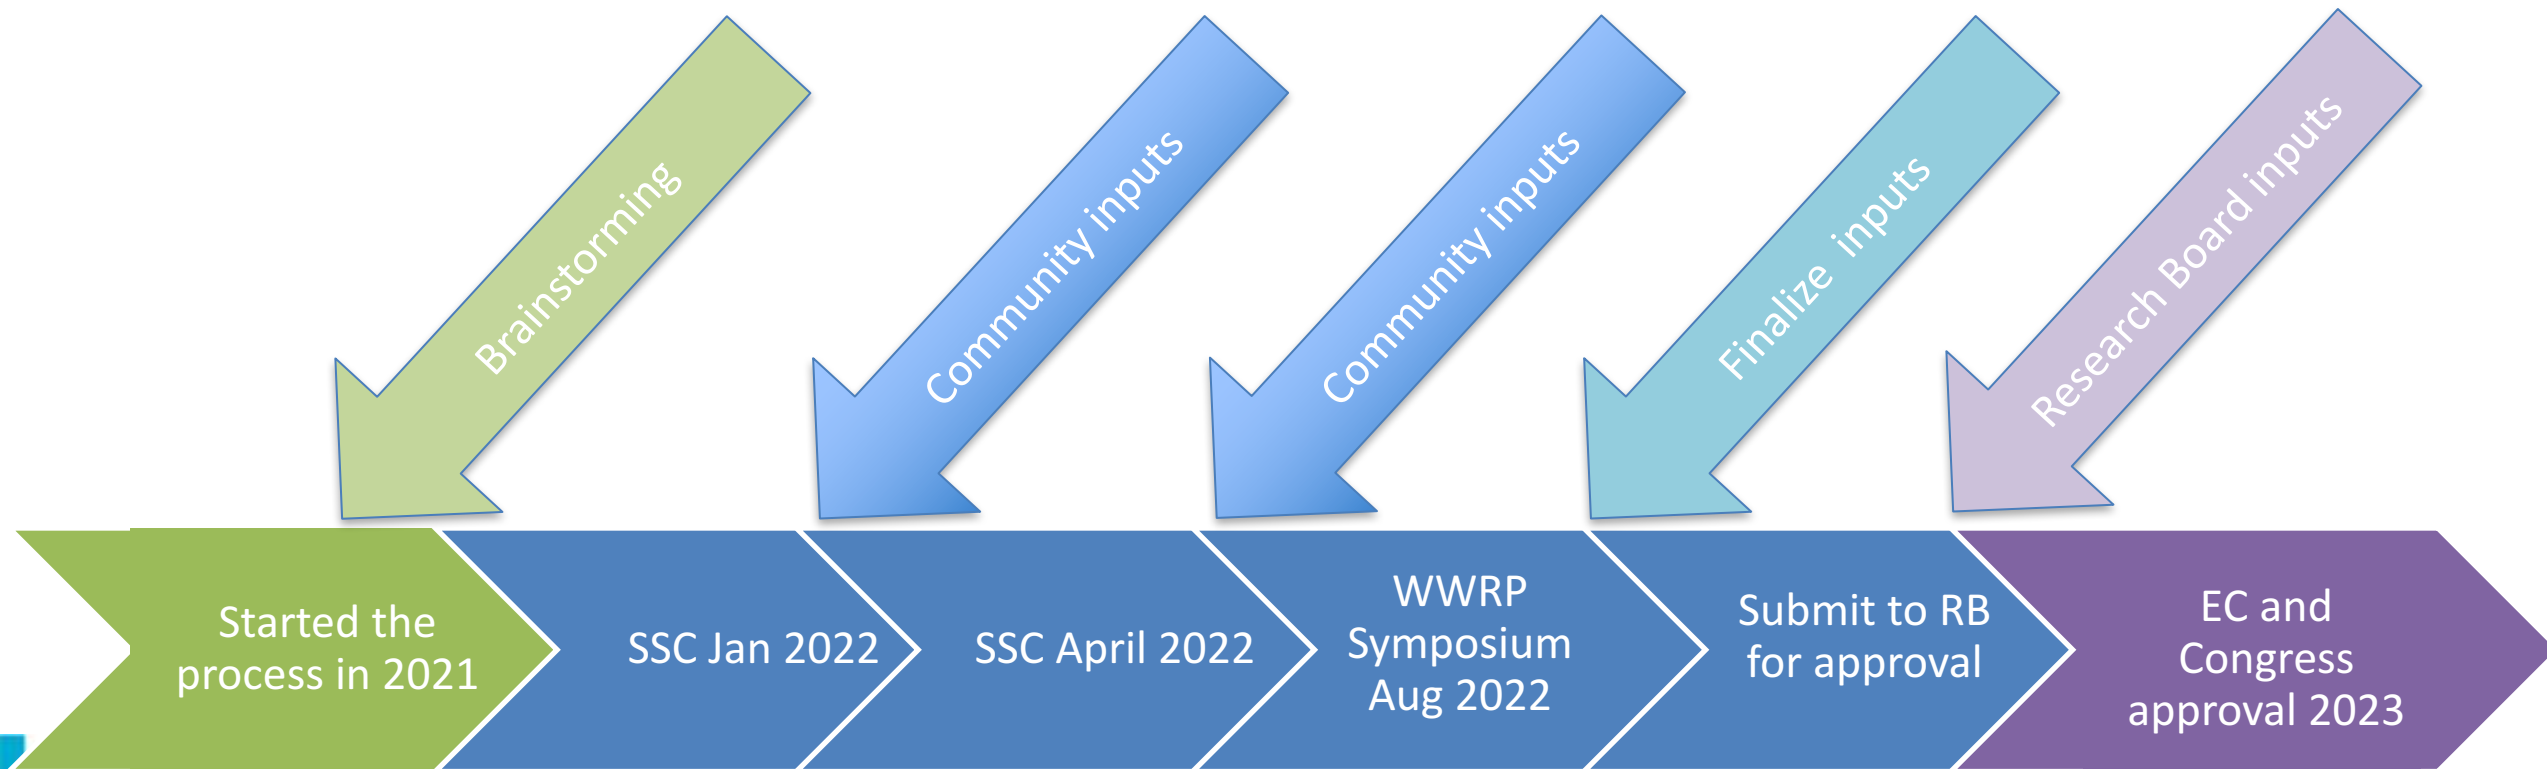 Brainstorming
Community inputs
Community inputs
Finalize  inputs
Research Board inputs
Started the
process in 2021
SSC Jan 2022
SSC April 2022
WWRP
Symposium
Aug 2022
Submit to RB
for approval
EC and
Congress
approval 2023